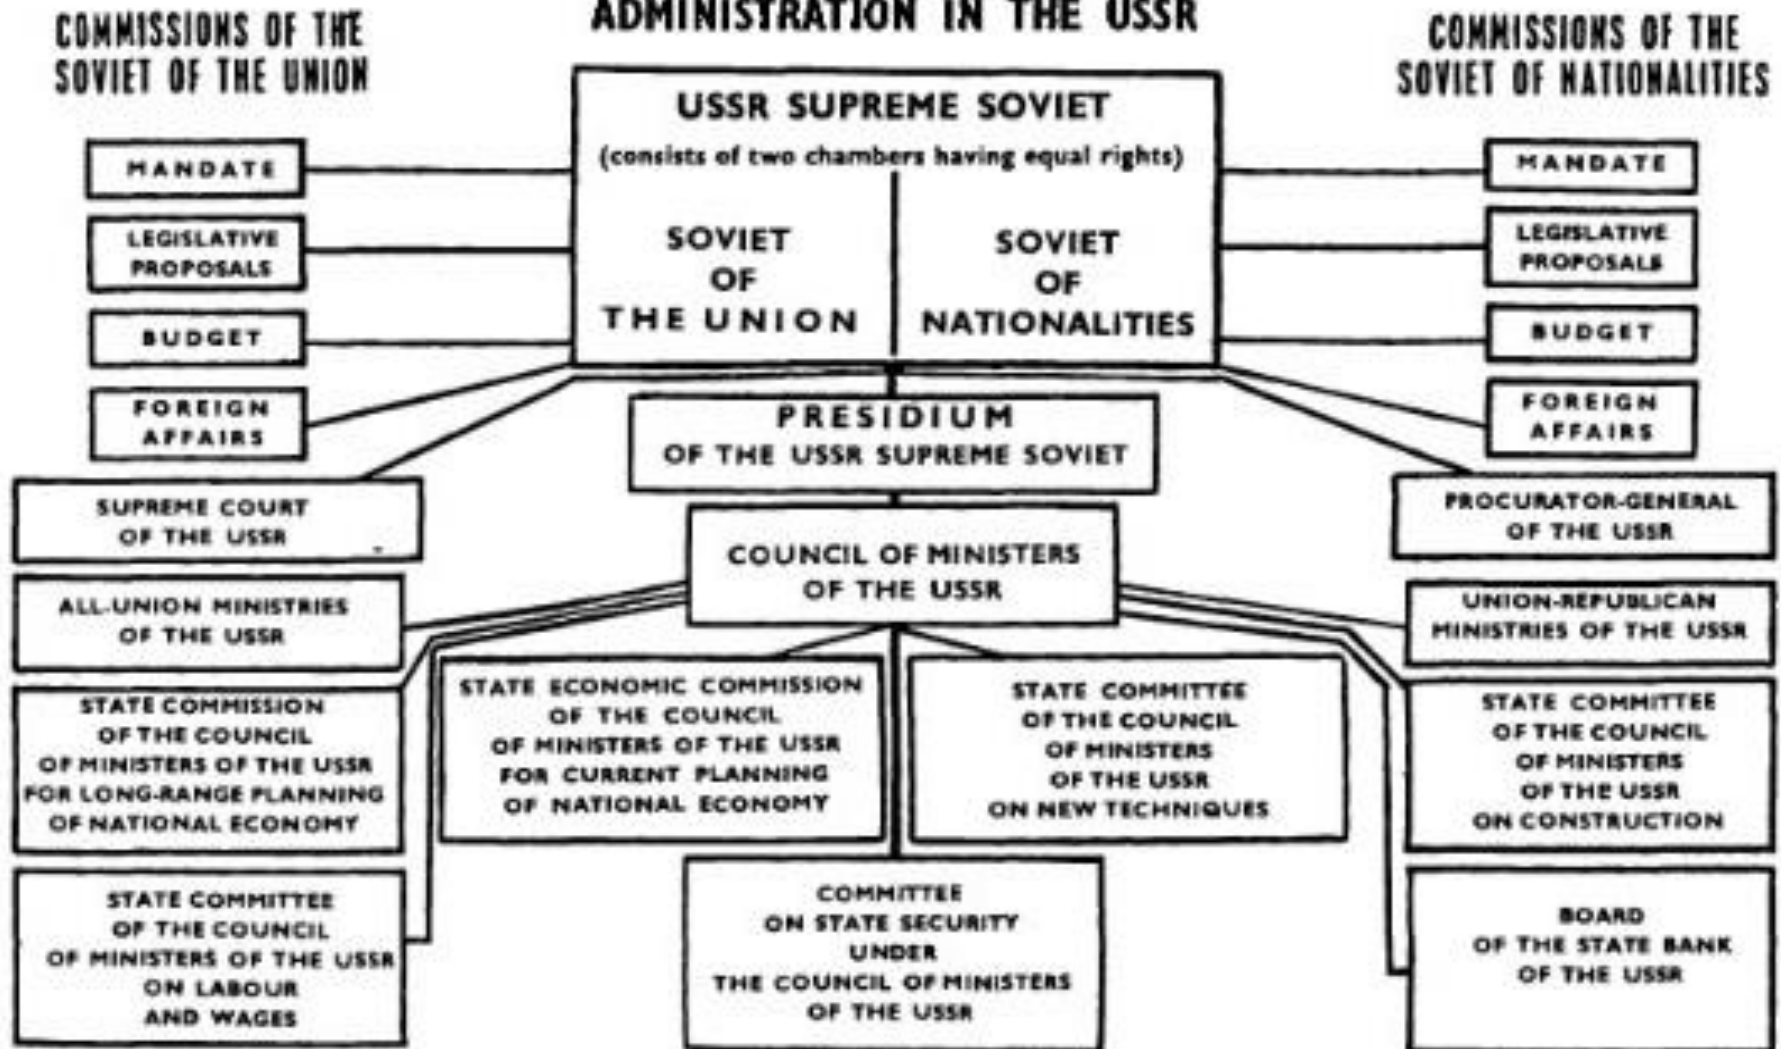 COMMISSIONS OF THE
SOVIET OF THE UNION
ADMINISTRATION IN THE USSR
COMMISSIONS OF THE
SOVIET OF NATIONALITIES
MANDATE
LEGISLATIVE
PROPOSALS
BUDGET
FOREIGN
AFFAIRS
USSR SUPREME SOVIET
(consists of two chambers having equal rights)
SOVIET
OF
THE UNION
SOVIET
OF
NATIONALITIES
MANDATE
LEGISLATIVE
PROPOSALS
BUDGET
FOREIGN
AFFAIRS
PRESIDIUM
OF THE USSR SUPREME SOVIET
SUPREME COURT
OF THE USSR
COUNCIL OF MINISTERS
OF THE USSR
PROCURATOR-GENERAL
OF THE USSR
ALL-UNION MINISTRIES
OF THE USSR
UNION-REPUBLICAN
MINISTRIES OF THE USSR
STATE COMMISSION
OF THE COUNCIL
OF MINISTERS OF THE USSR
FOR LONG-RANGE PLANNING
OF NATIONAL ECONOMY
STATE ECONOMIC COMMISSION
OF THE COUNCIL
OF MINISTERS OF THE USSR
FOR CURRENT PLANNING
OF NATIONAL ECONOMY
STATE COMMITTEE
OF THE COUNCIL
OF MINISTERS
OF THE USSR
ON NEW TECHNIQUES
STATE COMMITTEE
OF THE COUNCIL
OF MINISTERS
OF THE USSR
ON CONSTRUCTION
STATE COMMITTEE
OF THE COUNCIL
OF MINISTERS OF THE USSR
ON LABOUR
AND WAGES
COMMITTEE
ON STATE SECURITY
UNDER
THE COUNCIL OF MINISTERS
OF THE USSR
BOARD
OF THE STATE BANK
OF THE USSR